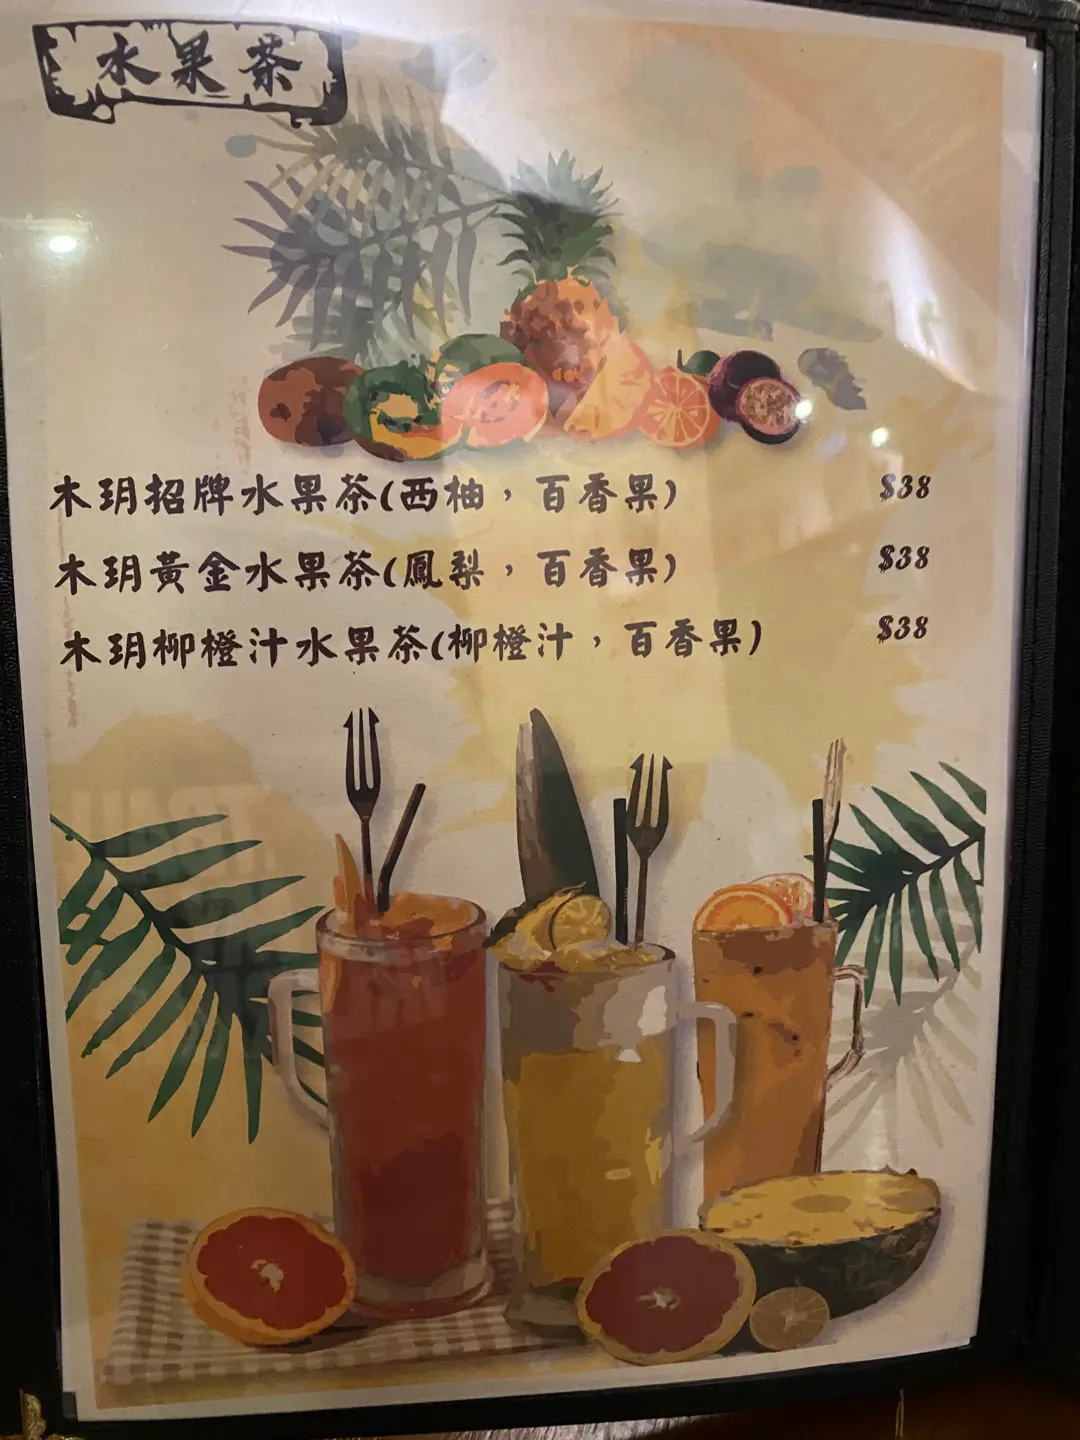 水果茶
木玥招牌水果茶(西柚，百香果) $38
木玥黃金水果茶(鳳梨，百香果) $38
木玥柳橙汁水果茶(柳橙汁，百香果) $38